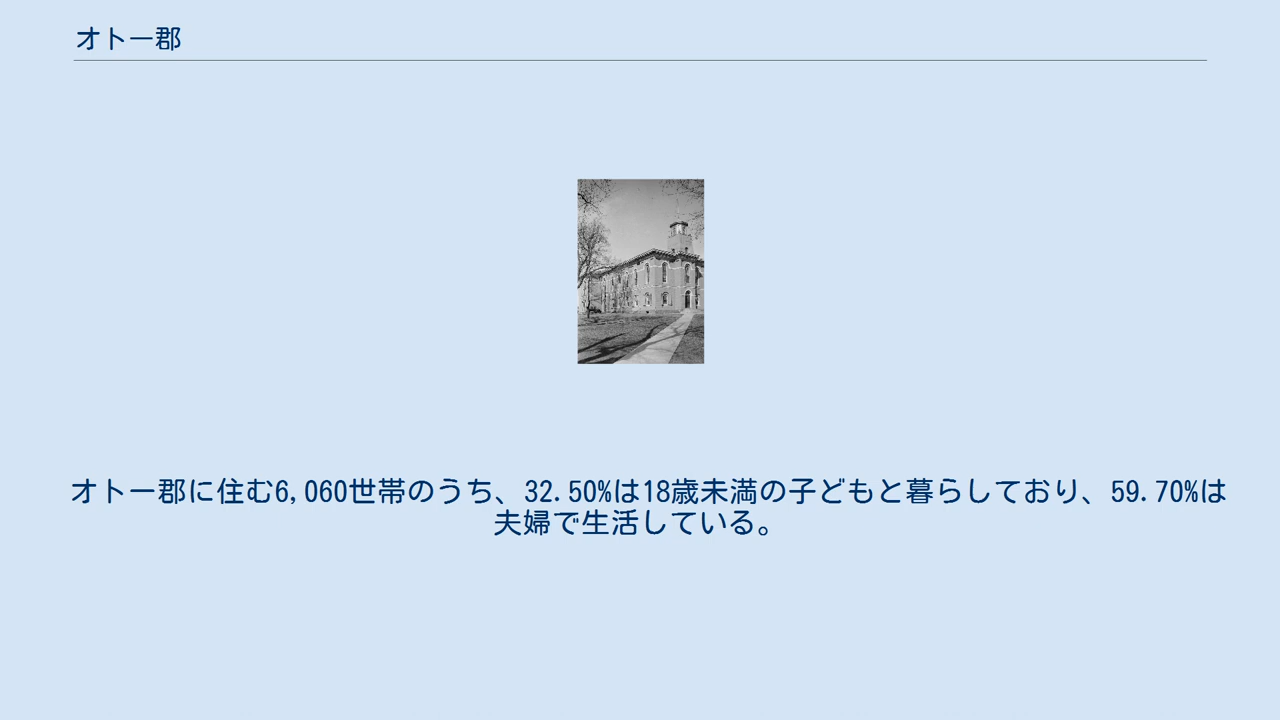 オトー郡
オトー郡に住む6,060世帯のうち、32.50%は18歳未満の子どもと暮らしており、59.70%は
夫婦で生活している。